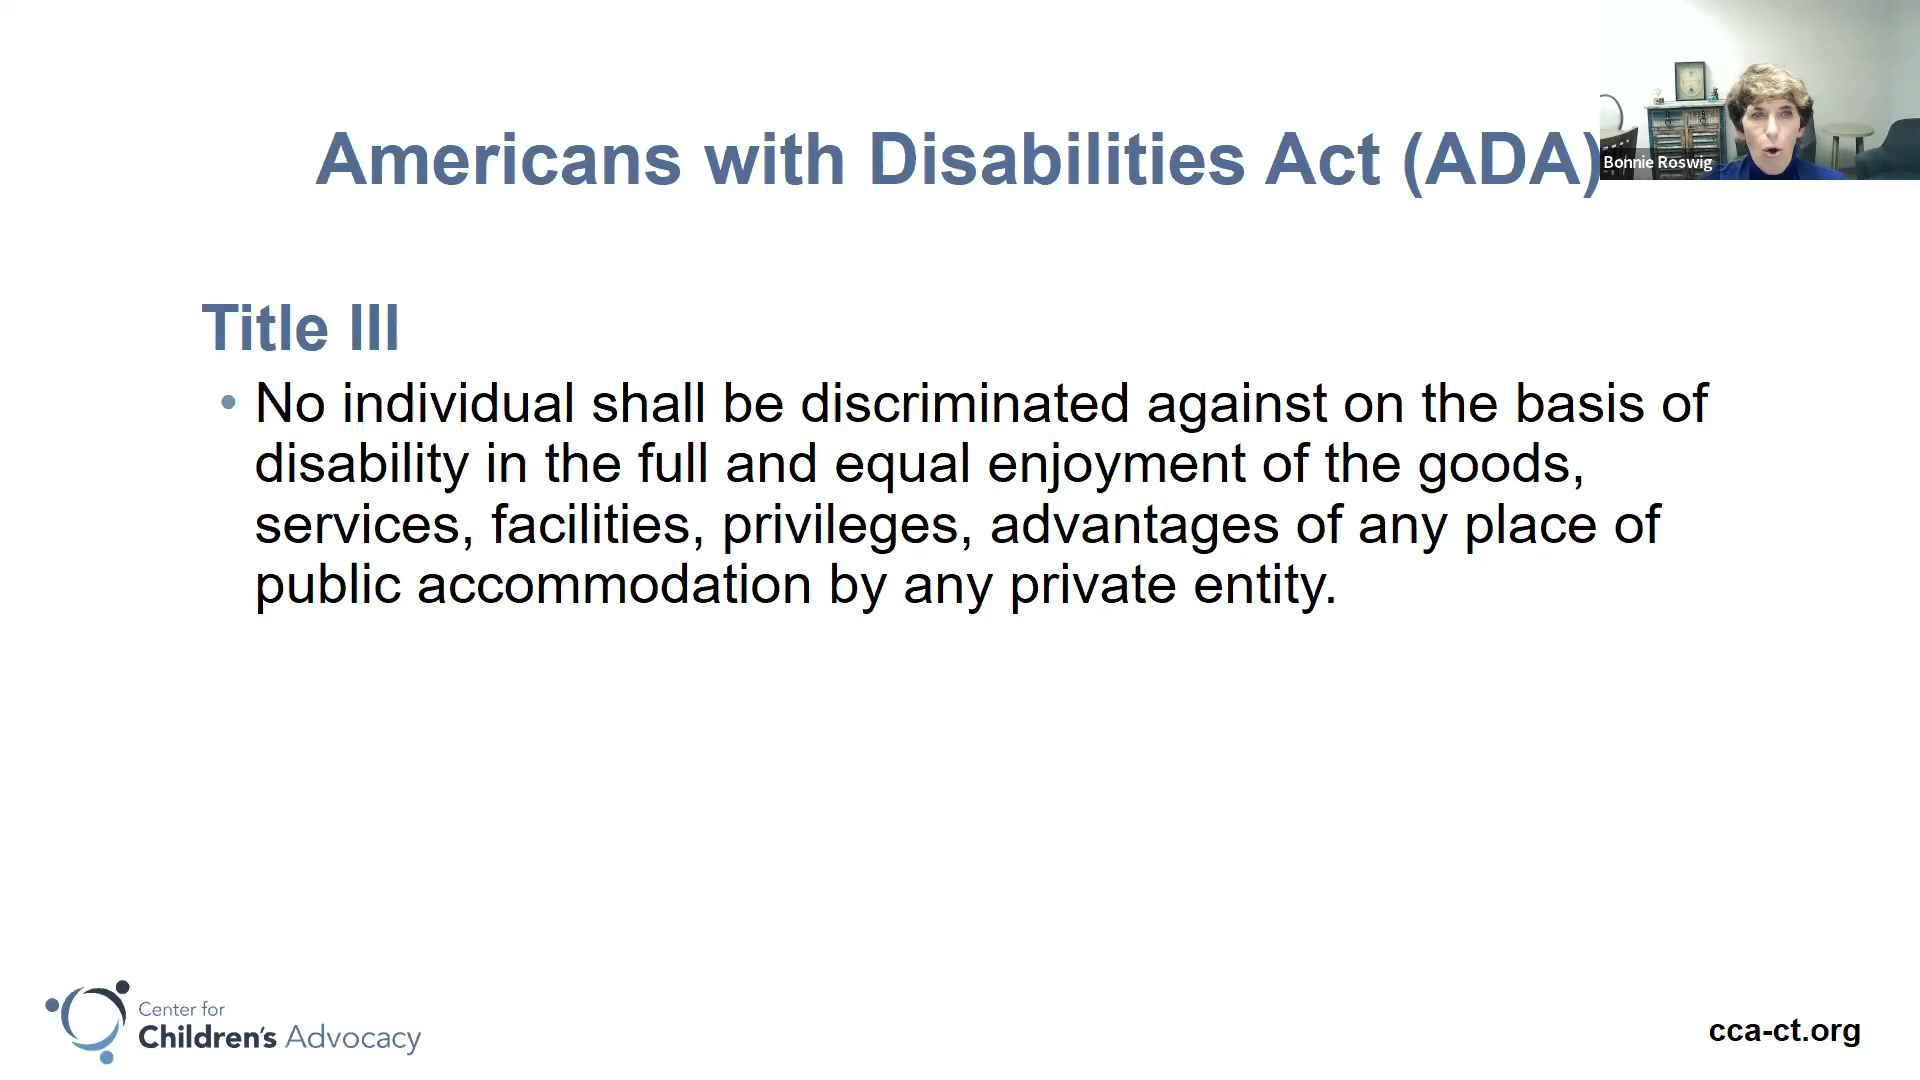 Americans with Disabilities Act (ADA)
Bonnie Roswig
Title III
• No individual shall be discriminated against on the basis of
disability in the full and equal enjoyment of the goods,
services, facilities, privileges, advantages of any place of
public accommodation by any private entity.
Center for
Children's Advocacy
cca-ct.org